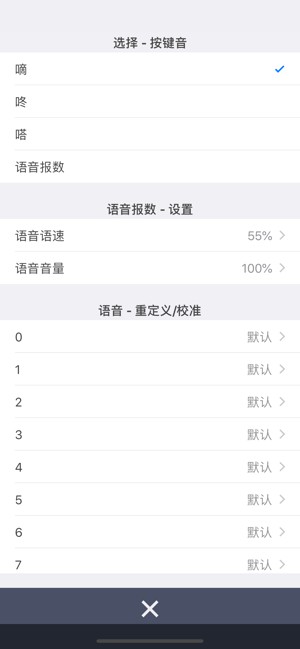 选择 - 按键音
嘀
咚
嗒
语音报数
语音报数 - 设置
语音语速 55%
语音音量 100%
语音 - 重定义/校准
0 默认
1 默认
2 默认
3 默认
4 默认
5 默认
6 默认
7 默认